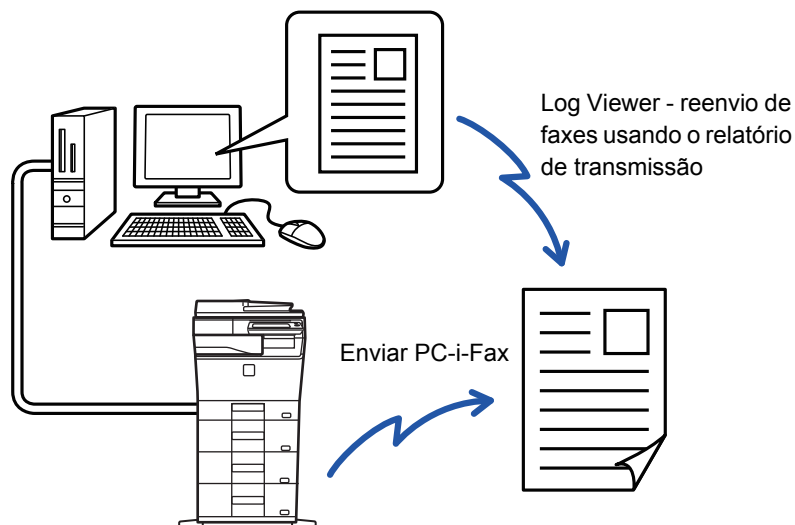 Log Viewer - reenvio de
faxes usando o relatório
de transmissão
Enviar PC-i-Fax